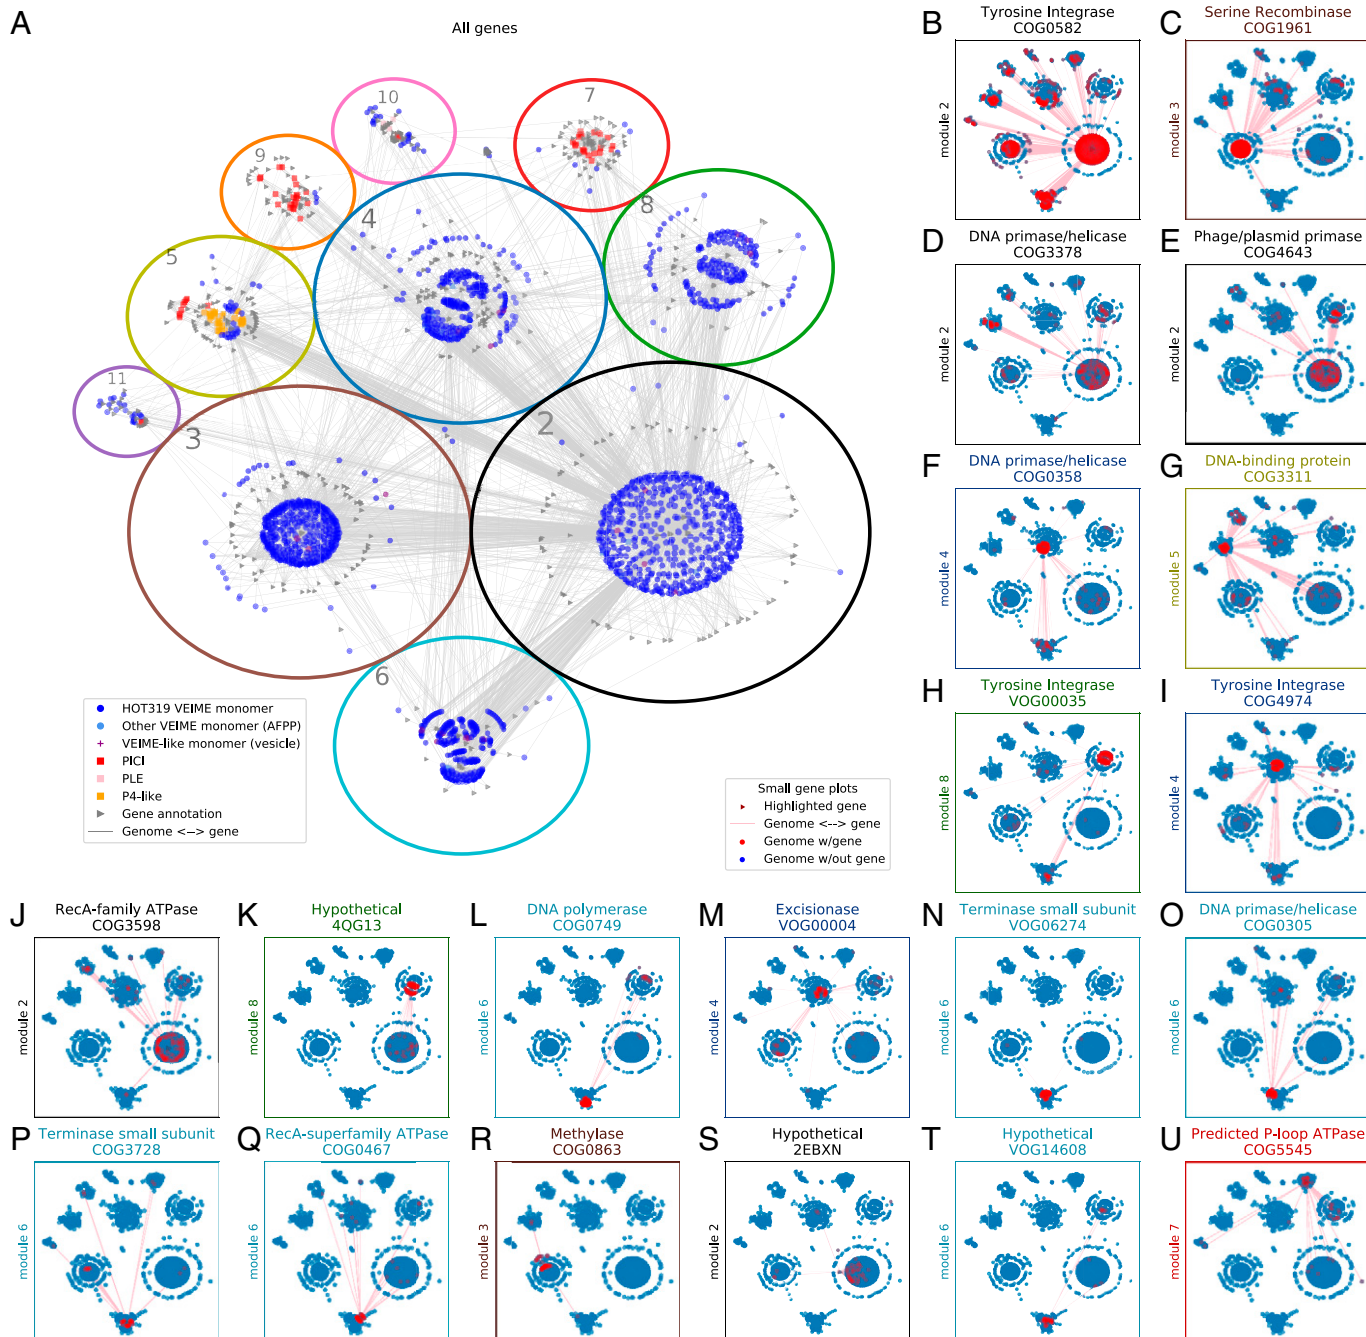 A
All genes
10
7
9
4
8
5
11
3
2
6
HOT319 VEIME monomer
Other VEIME monomer (AFPP)
VEIME-like monomer (vesicle)
PICI
PLE
P4-like
Gene annotation
Genome <--> gene
Small gene plots
Highlighted gene
Genome <--> gene
Genome w/gene
Genome w/out gene
B
Tyrosine Integrase
COG0582
module 2
C
Serine Recombinase
COG1961
module 3
D
DNA primase/helicase
COG3378
module 2
E
Phage/plasmid primase
COG4643
module 2
F
DNA primase/helicase
COG0358
module 4
G
DNA-binding protein
COG3311
module 5
H
Tyrosine Integrase
VOG00035
module 8
I
Tyrosine Integrase
COG4974
module 4
J
RecA-family ATPase
COG3598
module 2
K
Hypothetical
4QG13
module 8
L
DNA polymerase
COG0749
module 6
M
Excisionase
VOG00004
module 4
N
Terminase small subunit
VOG06274
module 6
O
DNA primase/helicase
COG0305
module 6
P
Terminase small subunit
COG3728
module 6
Q
RecA-superfamily ATPase
COG0467
module 6
R
Methylase
COG0863
module 3
S
Hypothetical
2EBXN
module 2
T
Hypothetical
VOG14608
module 6
U
Predicted P-loop ATPase
COG5545
module 7